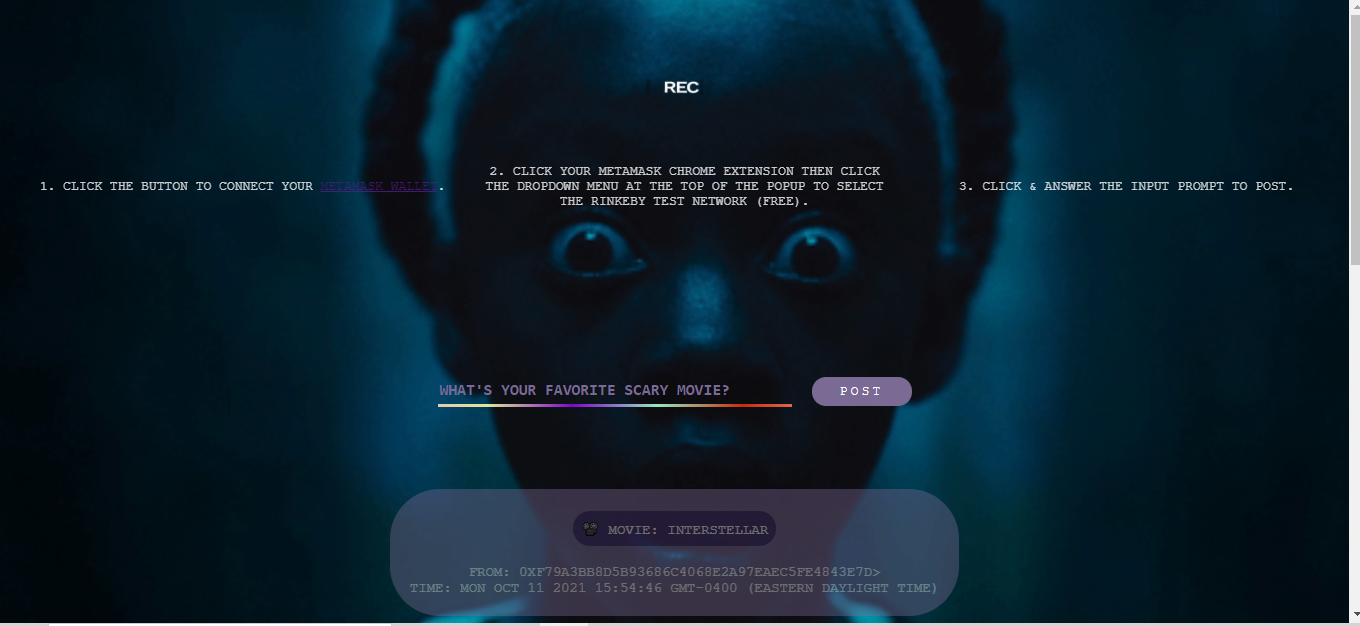 REC
1. CLICK THE BUTTON TO CONNECT YOUR METAMASK WALLET.
2. CLICK YOUR METAMASK CHROME EXTENSION THEN CLICK
THE DROPDOWN MENU AT THE TOP OF THE POPUP TO SELECT
THE RINKEBY TEST NETWORK (FREE).
3. CLICK & ANSWER THE INPUT PROMPT TO POST.
WHAT'S YOUR FAVORITE SCARY MOVIE?
POST
MOVIE: INTERSTELLAR
FROM: 0XF79A3BB8D5B93686C4068E2A97EAEC5FE4843E7D>
TIME: MON OCT 11 2021 15:54:46 GMT-0400 (EASTERN DAYLIGHT TIME)